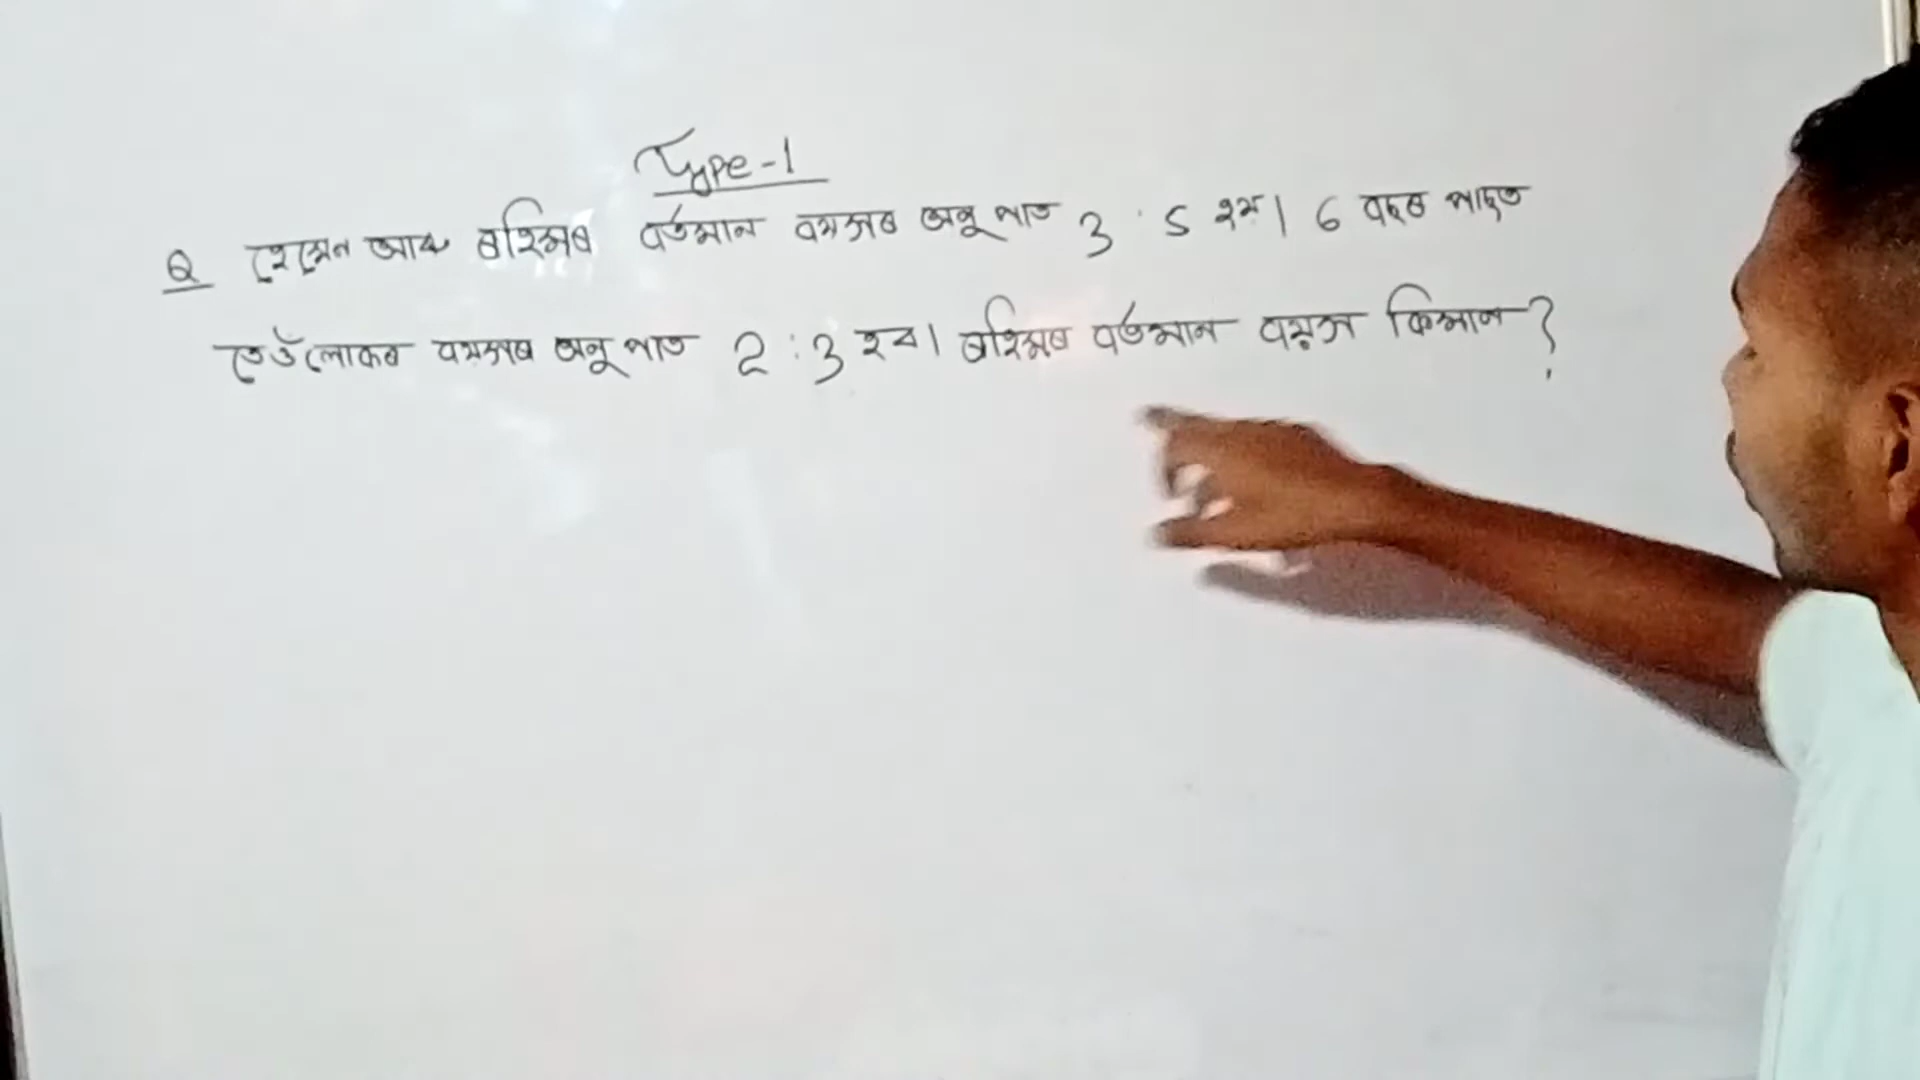 Type-1
Q হেমেন আৰু ৰহিমৰ বৰ্তমান বয়সৰ অনুপাত 3 : 5 হয়। 6 বছৰ পাছত
তেওঁলোকৰ বয়সৰ অনুপাত 2 : 3 হব। ৰহিমৰ বৰ্তমান বয়স কিমান ?